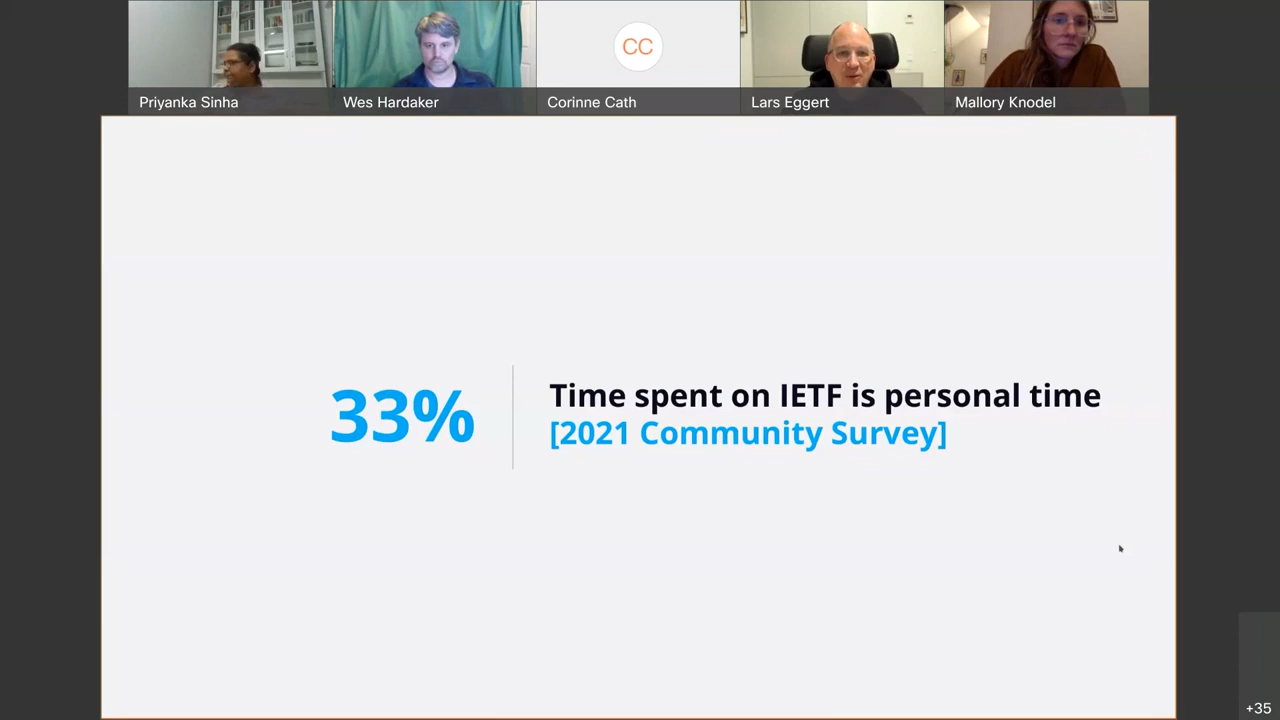 Priyanka Sinha
Wes Hardaker
CC
Corinne Cath
Lars Eggert
Mallory Knodel
33%
Time spent on IETF is personal time
[2021 Community Survey]
+35